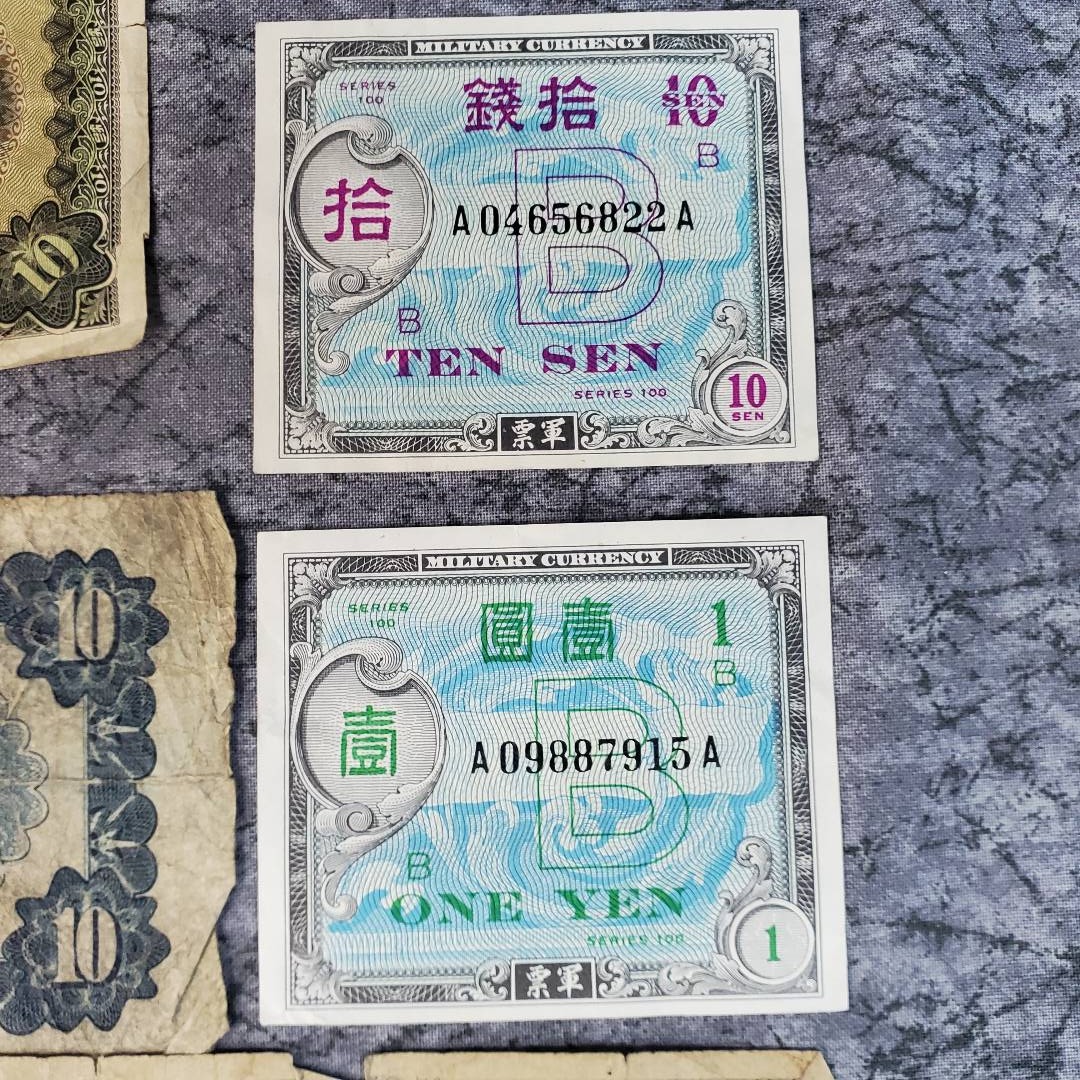 MILITARY CURRENCY
SERIES
100
錢拾
10
SEN
B
拾
B
A04656822A
B
TEN SEN
SERIES 100
10
SEN
票軍
10
MILITARY CURRENCY
SERIES
100
圓壹
1
B
壹
B
A09887915A
B
ONE YEN
SERIES 100
1
票軍
10
10